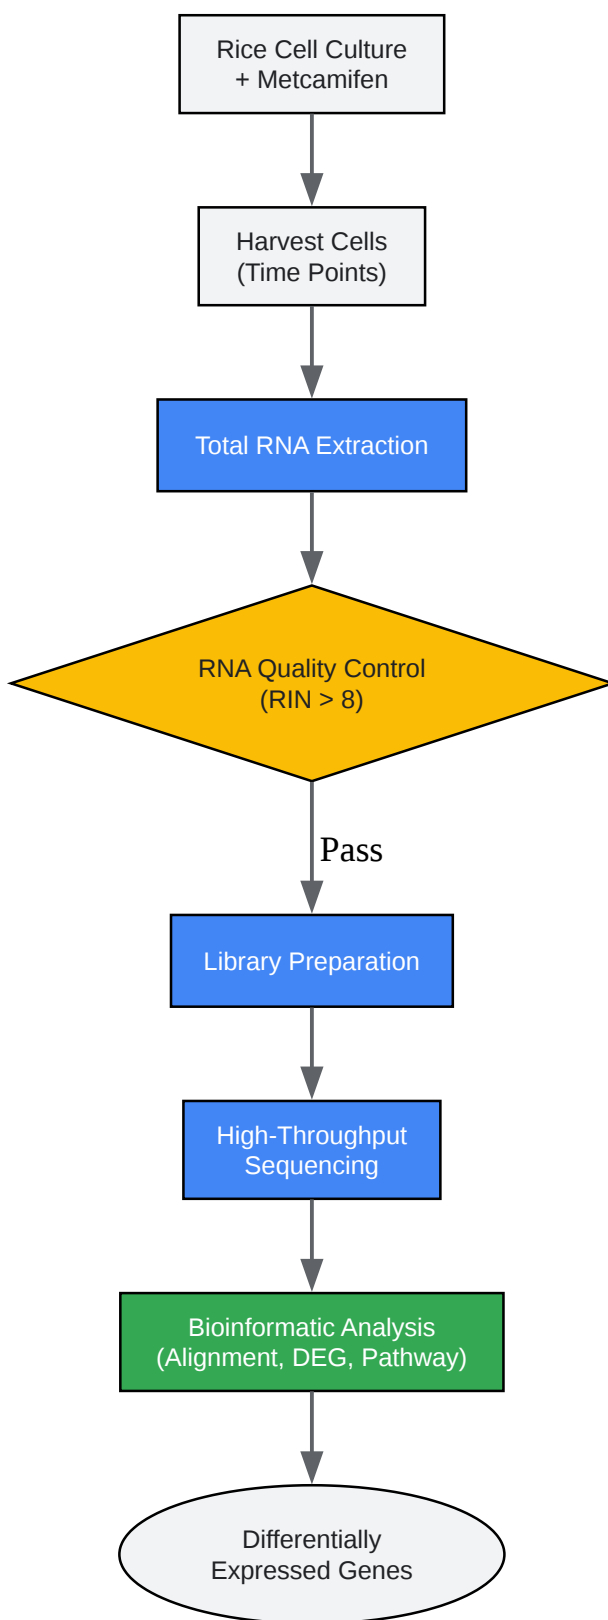 Rice Cell Culture
+ Metcamifen
Harvest Cells
(Time Points)
Total RNA Extraction
RNA Quality Control
(RIN > 8)
Pass
Library Preparation
High-Throughput
Sequencing
Bioinformatic Analysis
(Alignment, DEG, Pathway)
Differentially
Expressed Genes